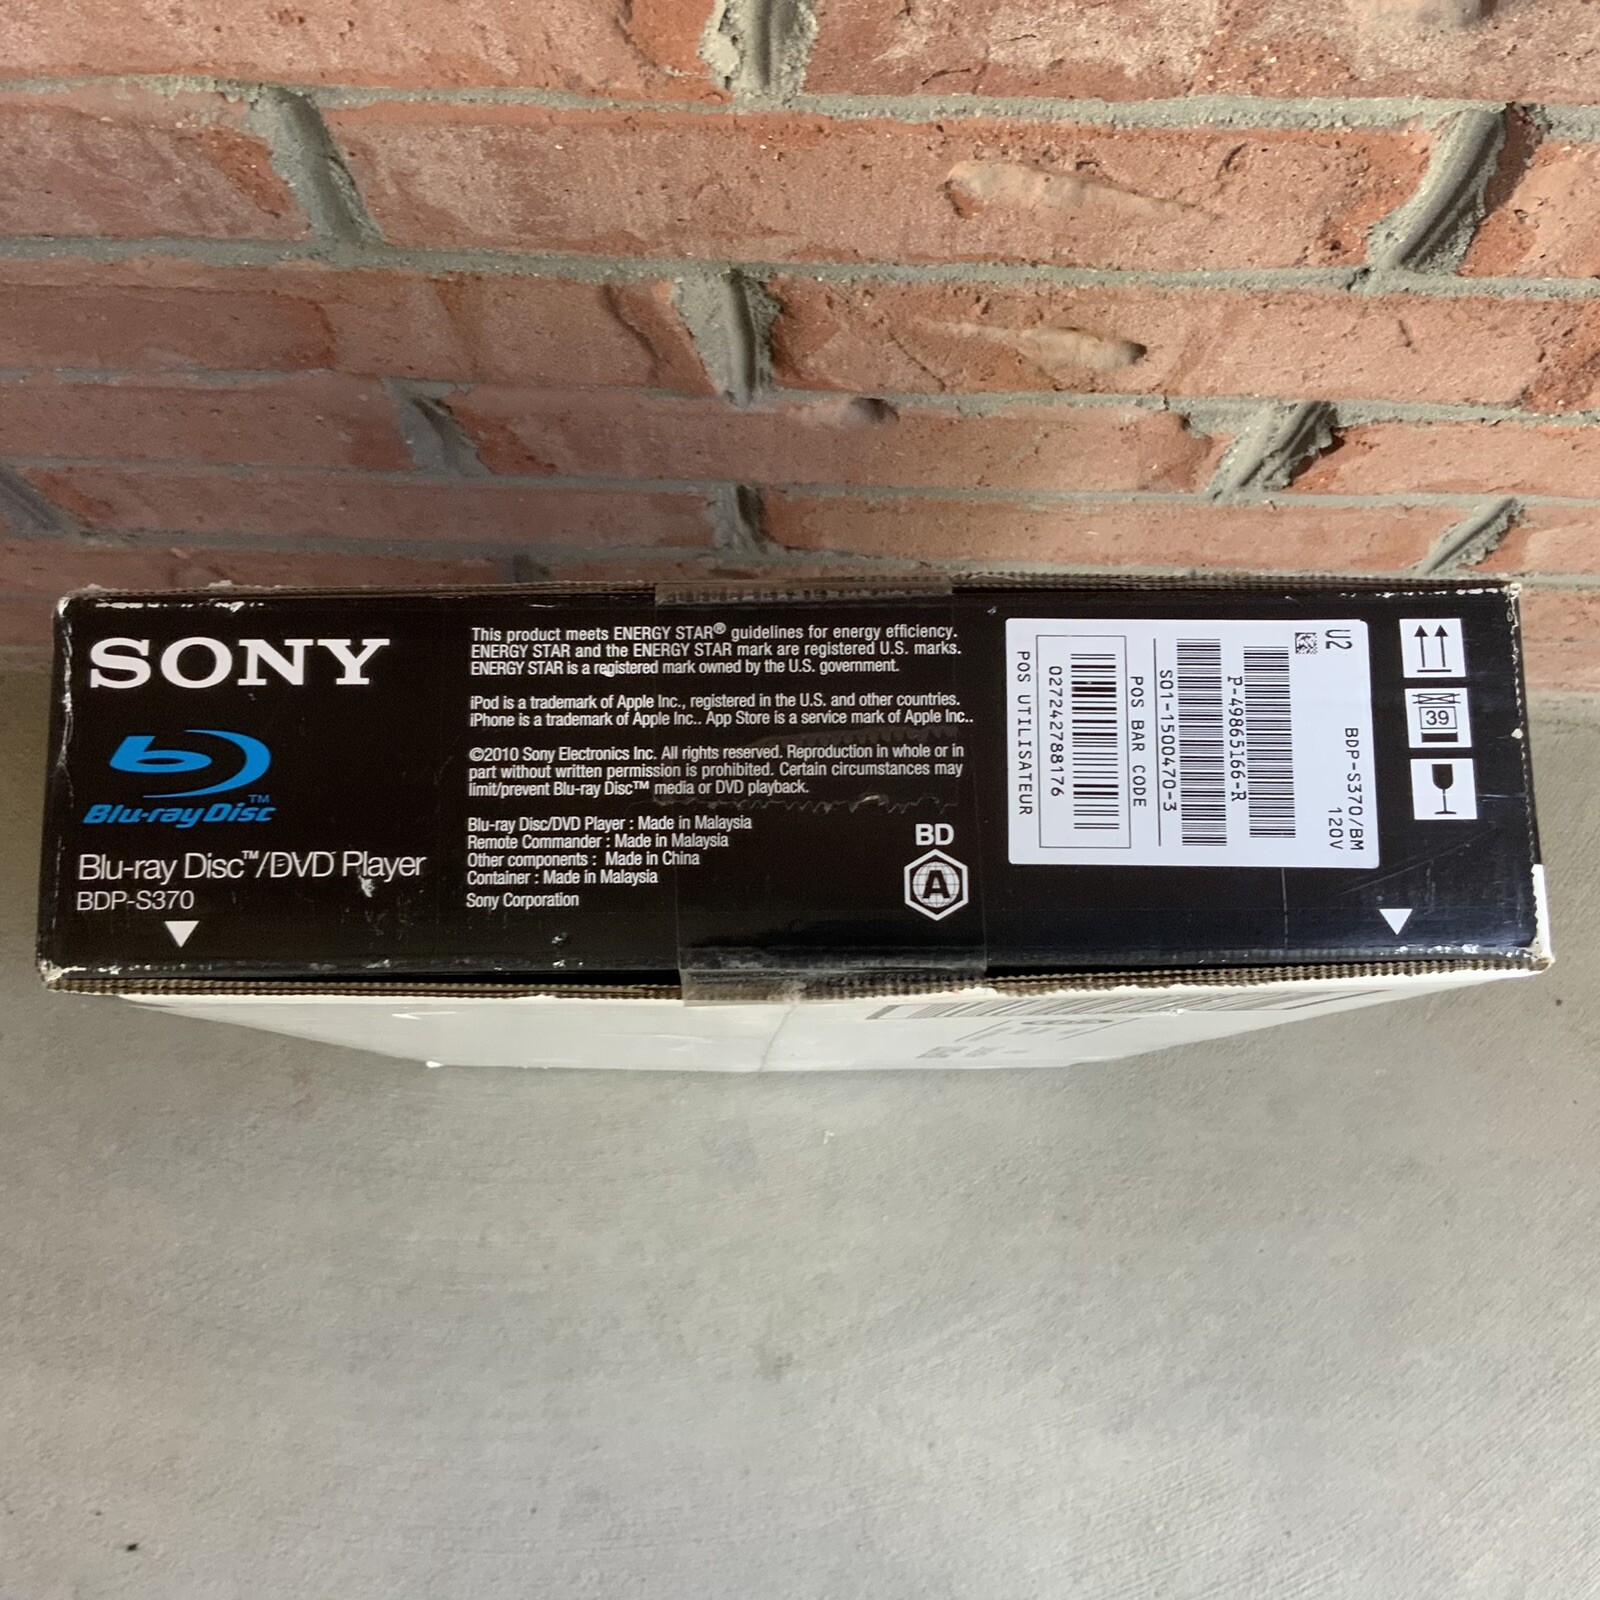 SONY
Blu-ray Disc™
Blu-ray Disc™/DVD Player
BDP-S370
This product meets ENERGY STAR® guidelines for energy efficiency.
ENERGY STAR and the ENERGY STAR mark are registered U.S. marks.
ENERGY STAR is a registered mark owned by the U.S. government.
iPod is a trademark of Apple Inc., registered in the U.S. and other countries.
iPhone is a trademark of Apple Inc.. App Store is a service mark of Apple Inc..
©2010 Sony Electronics Inc. All rights reserved. Reproduction in whole or in
part without written permission is prohibited. Certain circumstances may
limit/prevent Blu-ray Disc™ media or DVD playback.
Blu-ray Disc/DVD Player : Made in Malaysia
Remote Commander : Made in Malaysia
Other components : Made in China
Container : Made in Malaysia
Sony Corporation
BD
A
U2
BDP-S370/BM
120V
P-49865166-R
S01-1500470-3
POS BAR CODE
027242788176
POS UTILISATEUR
39